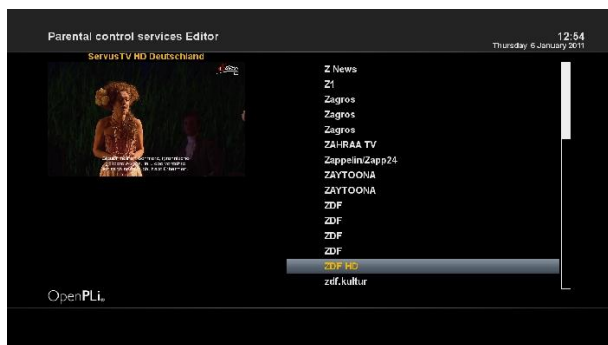 Parental control services Editor
12:54
Thursday 6 January 2011
ServusTV HD Deutschland
Z News
Z1
Zagros
Zagros
Zagros
ZAHRAA TV
Zappelin/Zapp24
ZAYTOONA
ZAYTOONA
ZDF
ZDF
ZDF
ZDF
ZDF HD
zdf.kultur
OpenPLi